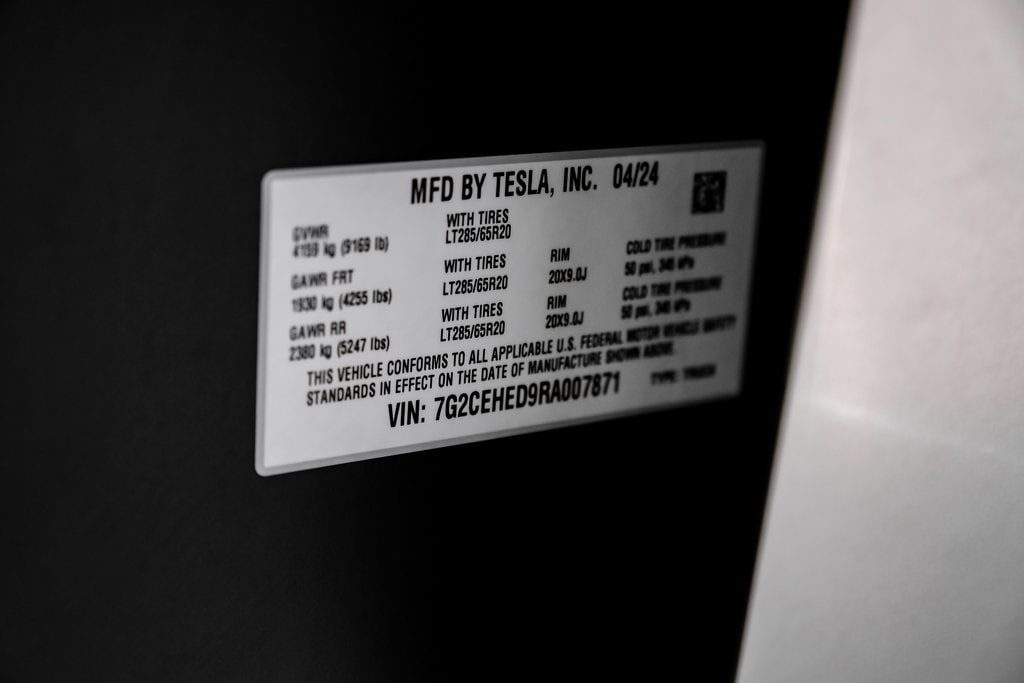 MFD BY TESLA, INC. 04/24
GVWR
4159 kg (9169 lb)
WITH TIRES
LT285/65R20
GAWR FRT
1930 kg (4255 lbs)
WITH TIRES
LT285/65R20
RIM
20X9.0J
COLD TIRE PRESSURE
50 psi, 345 kPa
GAWR RR
2380 kg (5247 lbs)
WITH TIRES
LT285/65R20
RIM
20X9.0J
COLD TIRE PRESSURE
50 psi, 345 kPa
THIS VEHICLE CONFORMS TO ALL APPLICABLE U.S. FEDERAL MOTOR VEHICLE SAFETY
STANDARDS IN EFFECT ON THE DATE OF MANUFACTURE SHOWN ABOVE.
VIN: 7G2CEHED9RA007871
TYPE: TRUCK